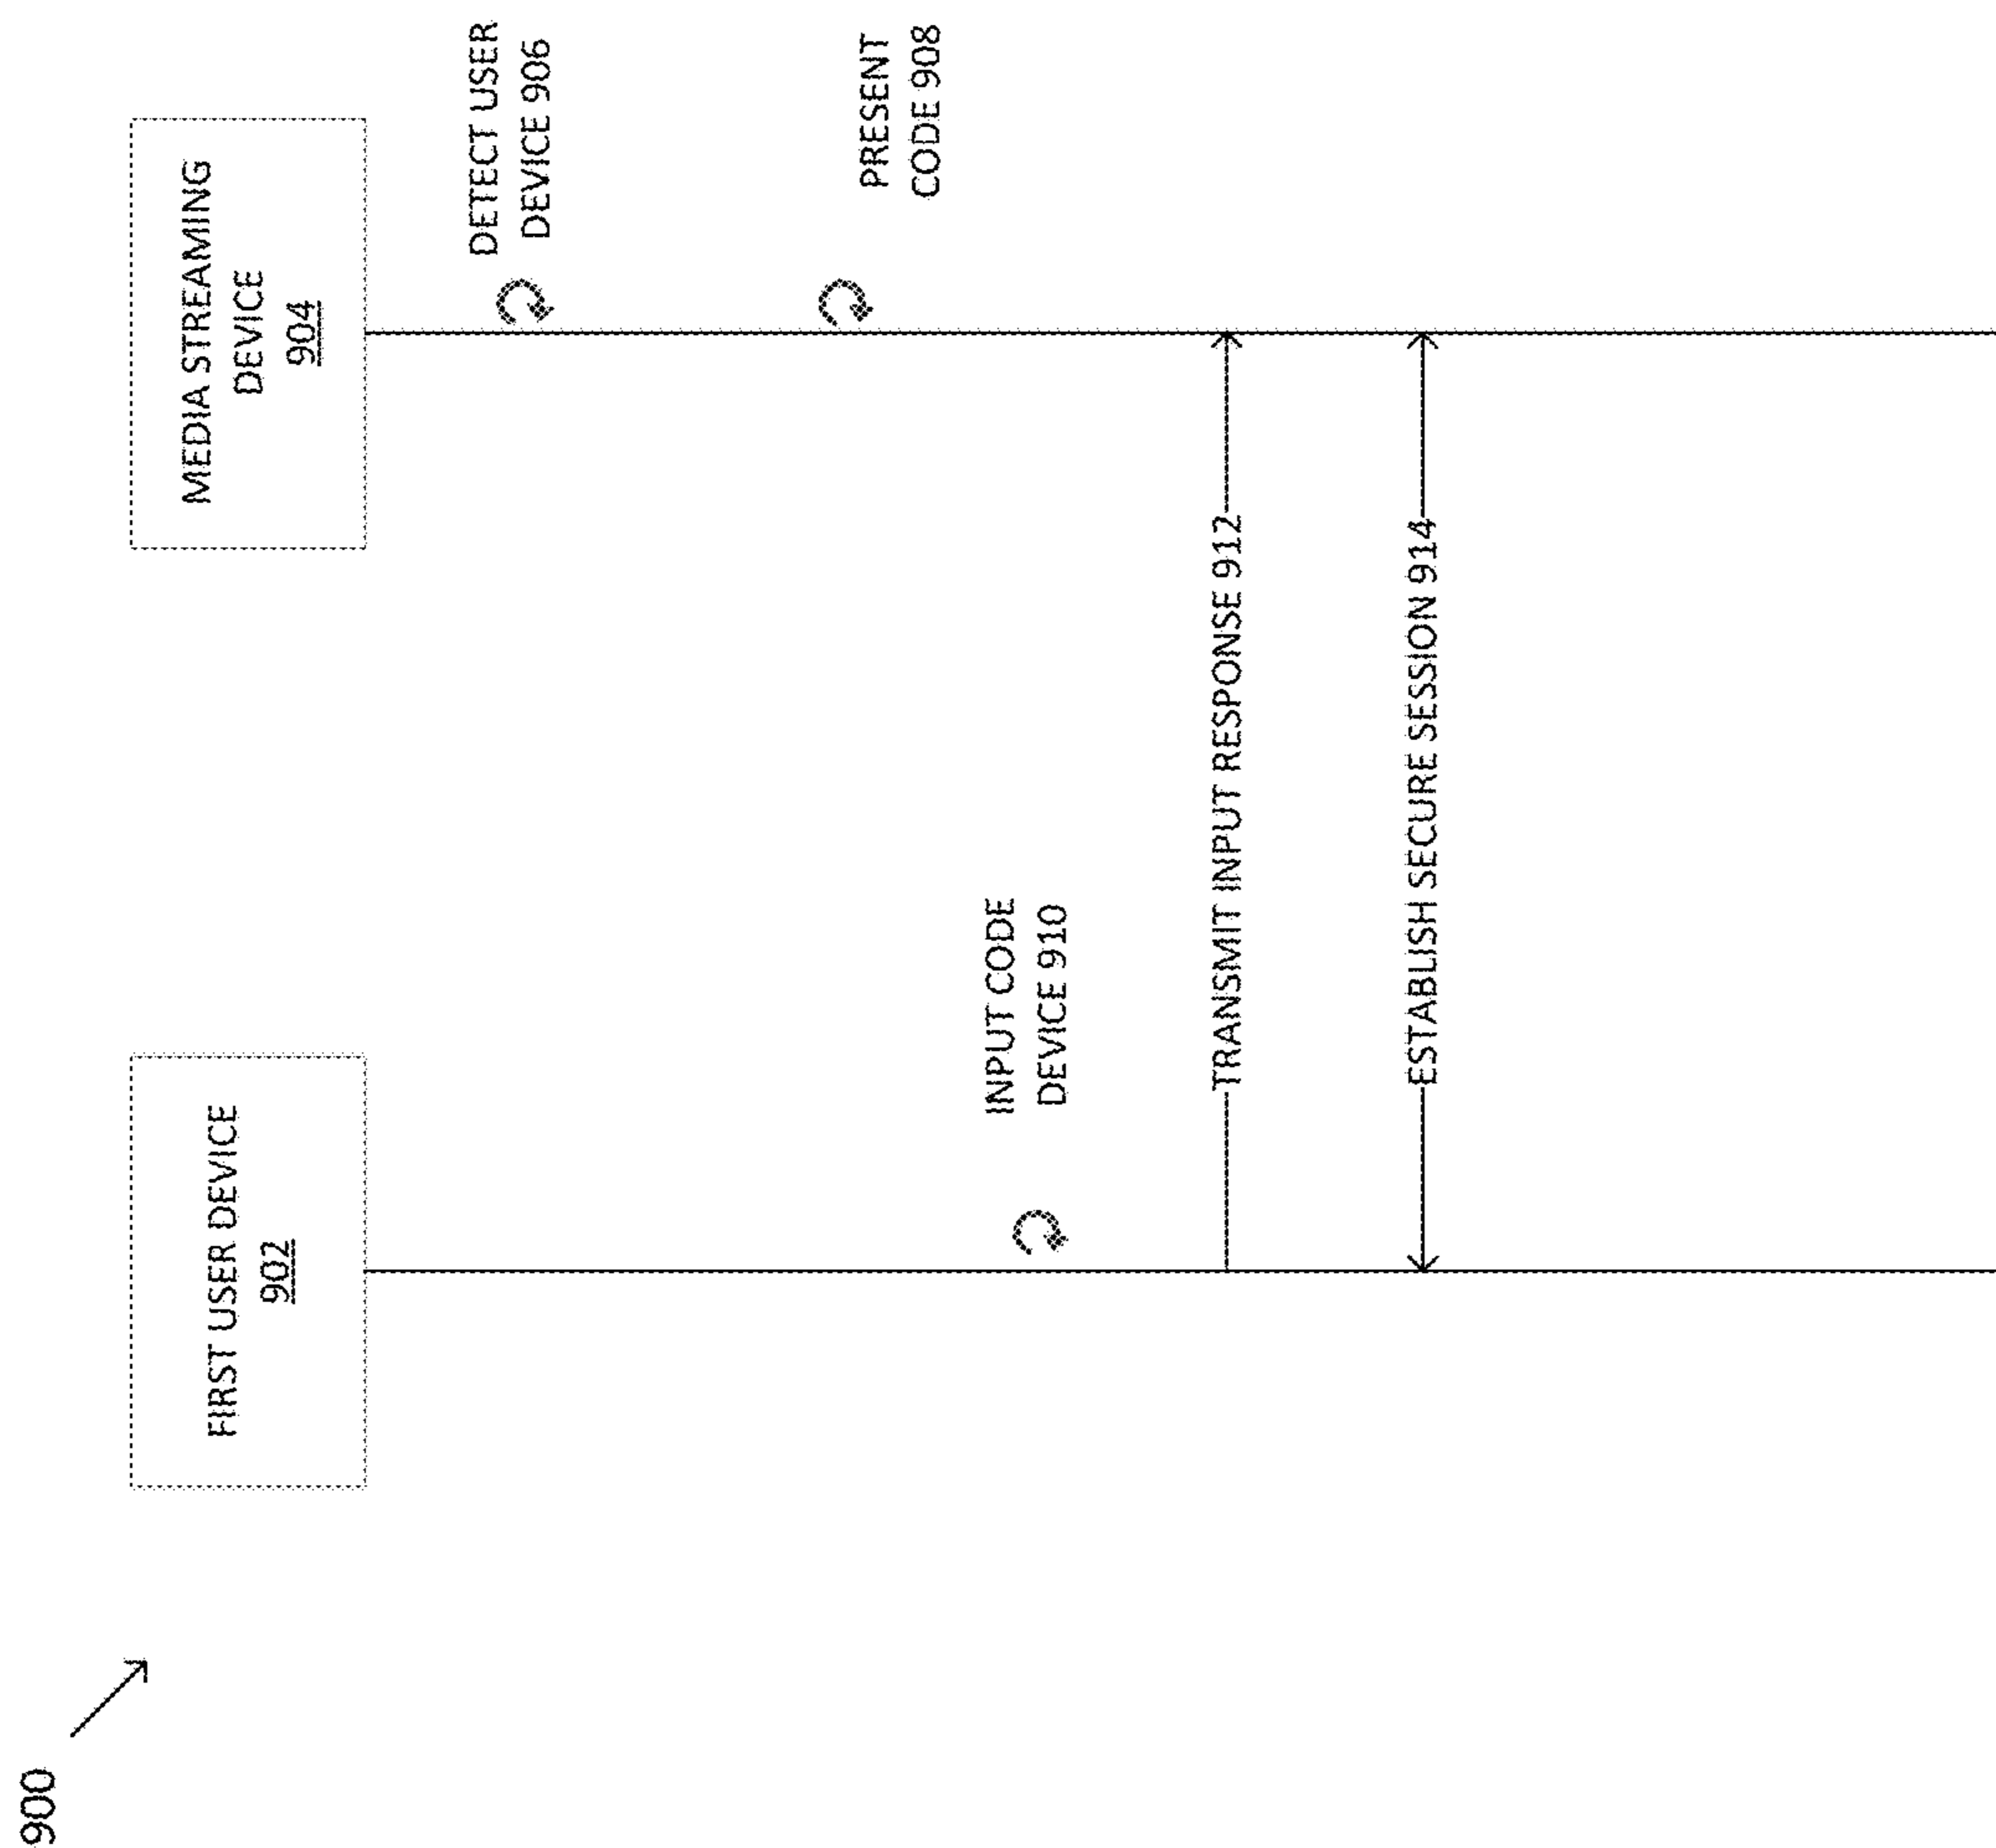 900
FIRST USER DEVICE
902
MEDIA STREAMING
DEVICE
904
DETECT USER
DEVICE 906
PRESENT
CODE 908
INPUT CODE
DEVICE 910
TRANSMIT INPUT RESPONSE 912
ESTABLISH SECURE SESSION 914